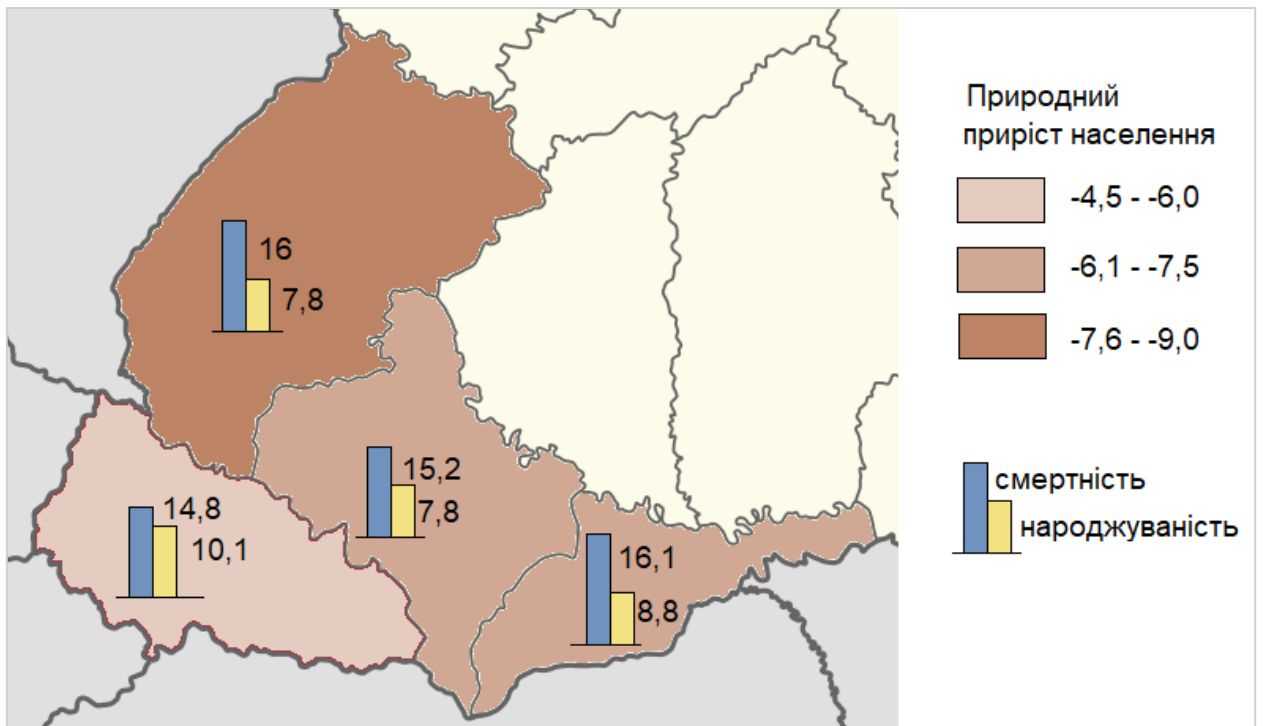 Природний
приріст населення
-4,5 - -6,0
-6,1 - -7,5
-7,6 - -9,0
16
7,8
15,2
7,8
14,8
10,1
16,1
8,8
смертність
народжуваність